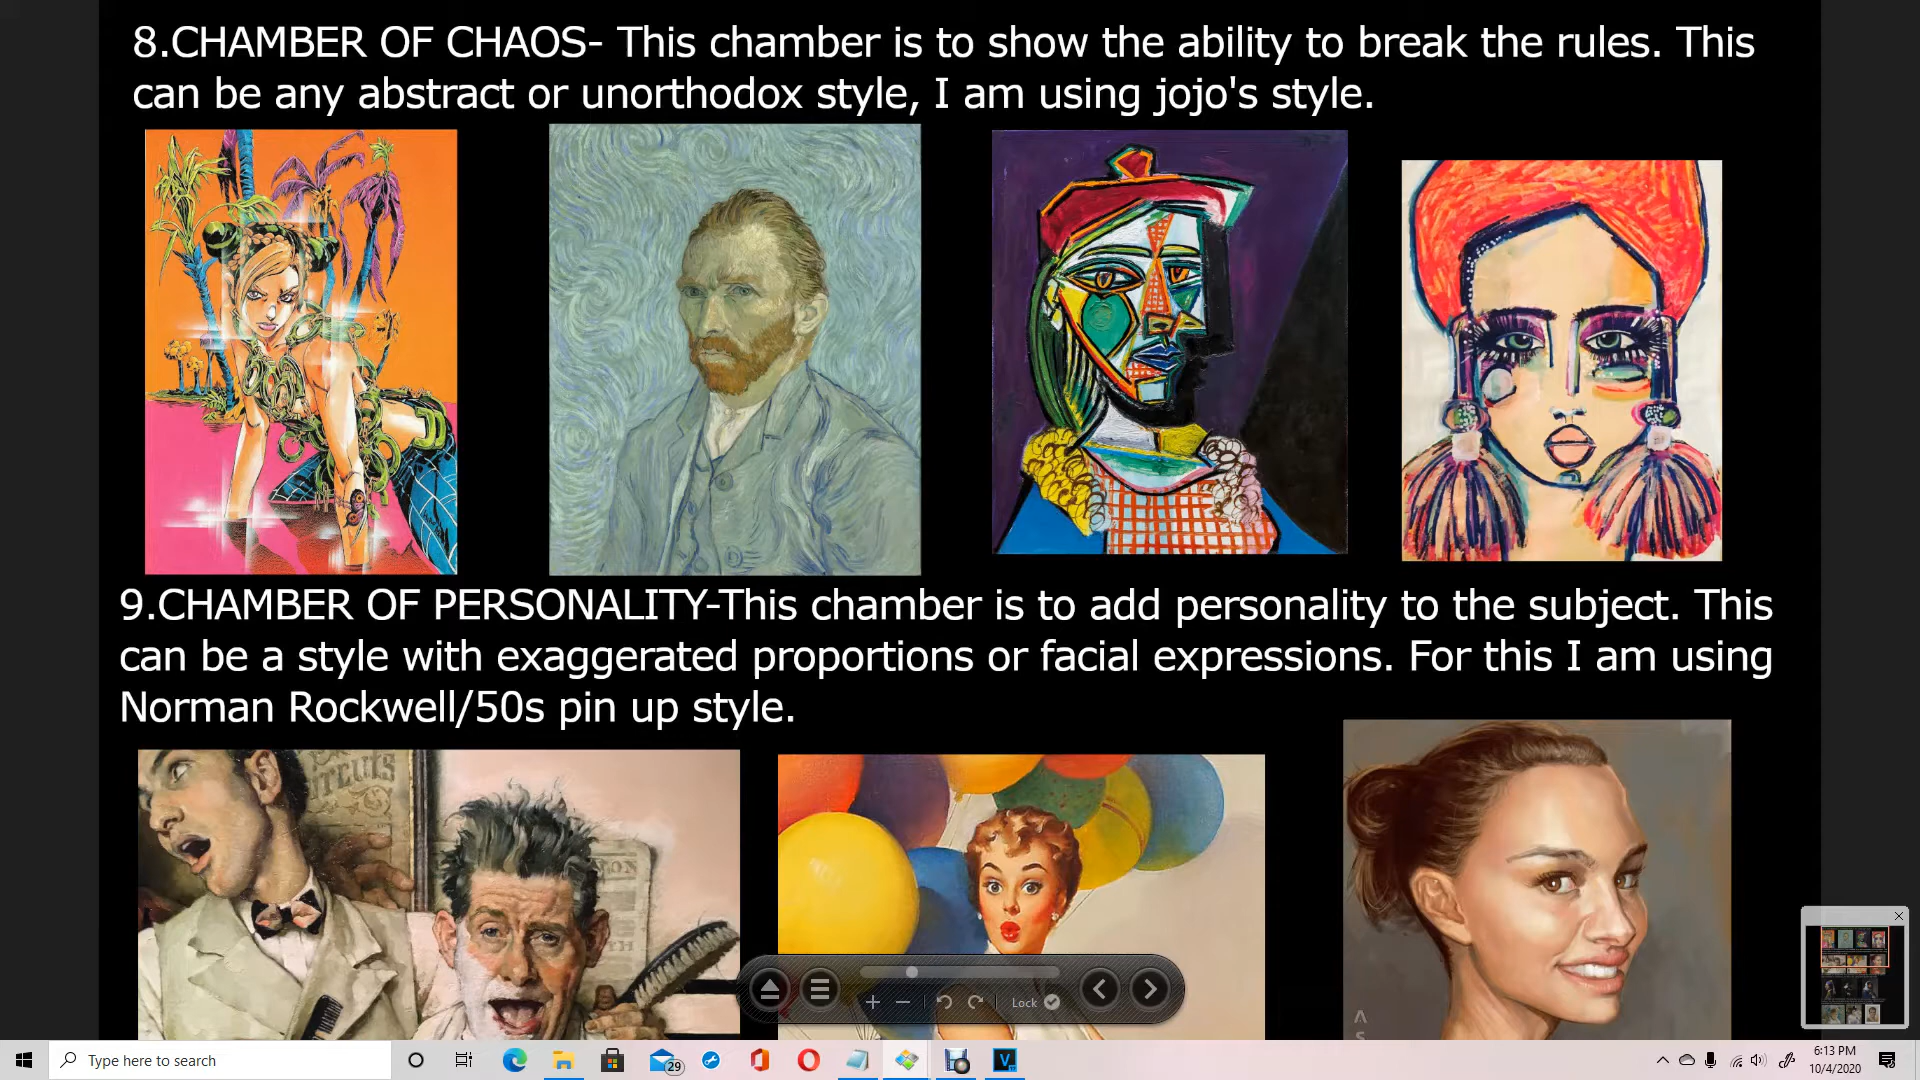 8.CHAMBER OF CHAOS- This chamber is to show the ability to break the rules. This
can be any abstract or unorthodox style, I am using jojo's style.
9.CHAMBER OF PERSONALITY-This chamber is to add personality to the subject. This
can be a style with exaggerated proportions or facial expressions. For this I am using
Norman Rockwell/50s pin up style.
Lock
Type here to search
29
V
6:13 PM
10/4/2020